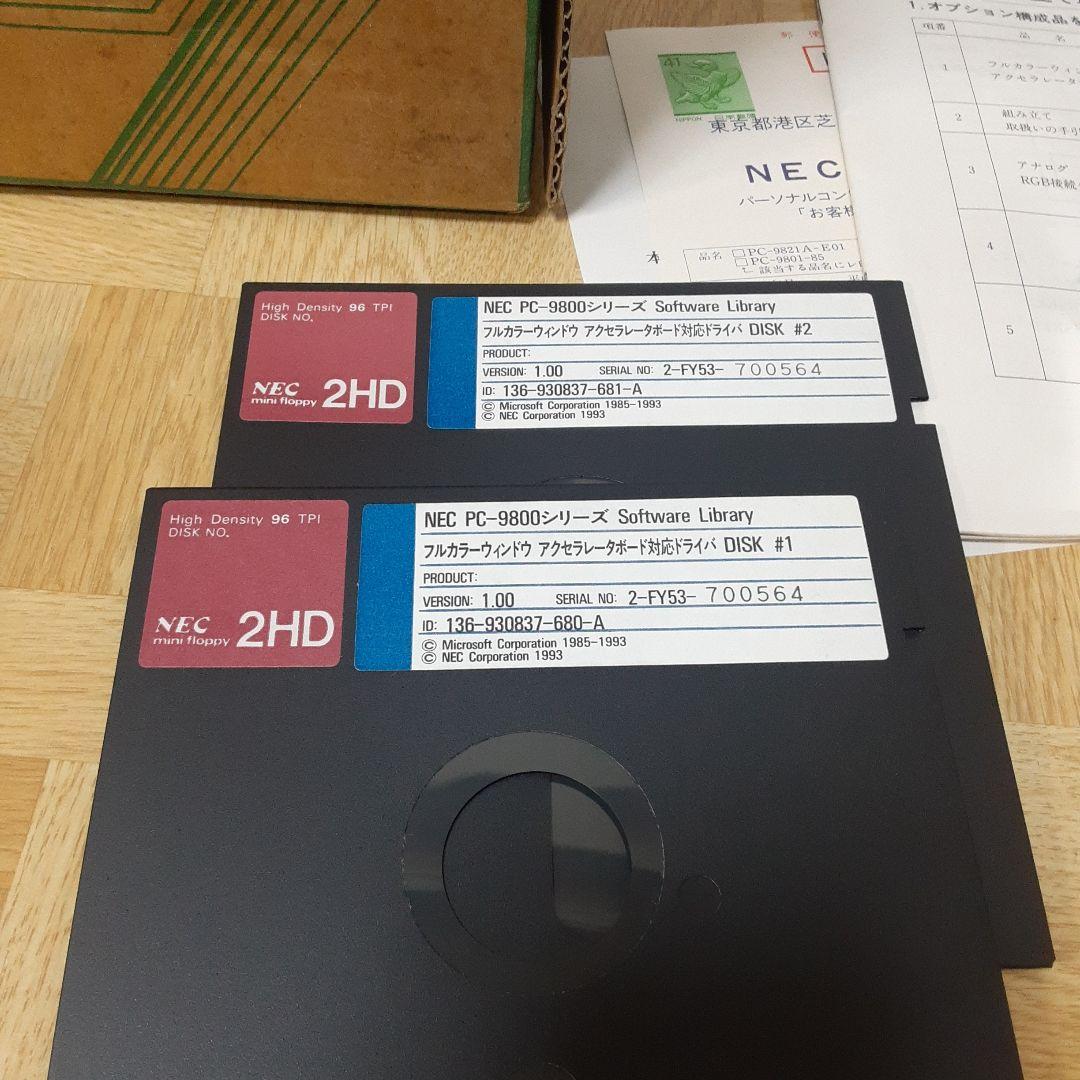 41
NIPPON 日本郵便
郵便
東京都港区芝
NEC
パーソナルコン
「お客様
本
品名 □PC-9821A-E01
□PC-9801-85
該当する品名にレ
1.オプション構成品を
項番 品名
1 フルカラーウィン
アクセラレータ
2 組み立て
取扱いの手引
3 アナログ
RGB接続
4
5
High Density 96 TPI
DISK NO.
NEC
mini floppy 2HD
NEC PC-9800シリーズ Software Library
フルカラーウィンドウ アクセラレータボード対応ドライバ DISK #2
PRODUCT:
VERSION: 1.00 SERIAL NO: 2-FY53- 700564
ID: 136-930837-681-A
© Microsoft Corporation 1985-1993
© NEC Corporation 1993
High Density 96 TPI
DISK NO.
NEC
mini floppy 2HD
NEC PC-9800シリーズ Software Library
フルカラーウィンドウ アクセラレータボード対応ドライバ DISK #1
PRODUCT:
VERSION: 1.00 SERIAL NO: 2-FY53- 700564
ID: 136-930837-680-A
© Microsoft Corporation 1985-1993
© NEC Corporation 1993